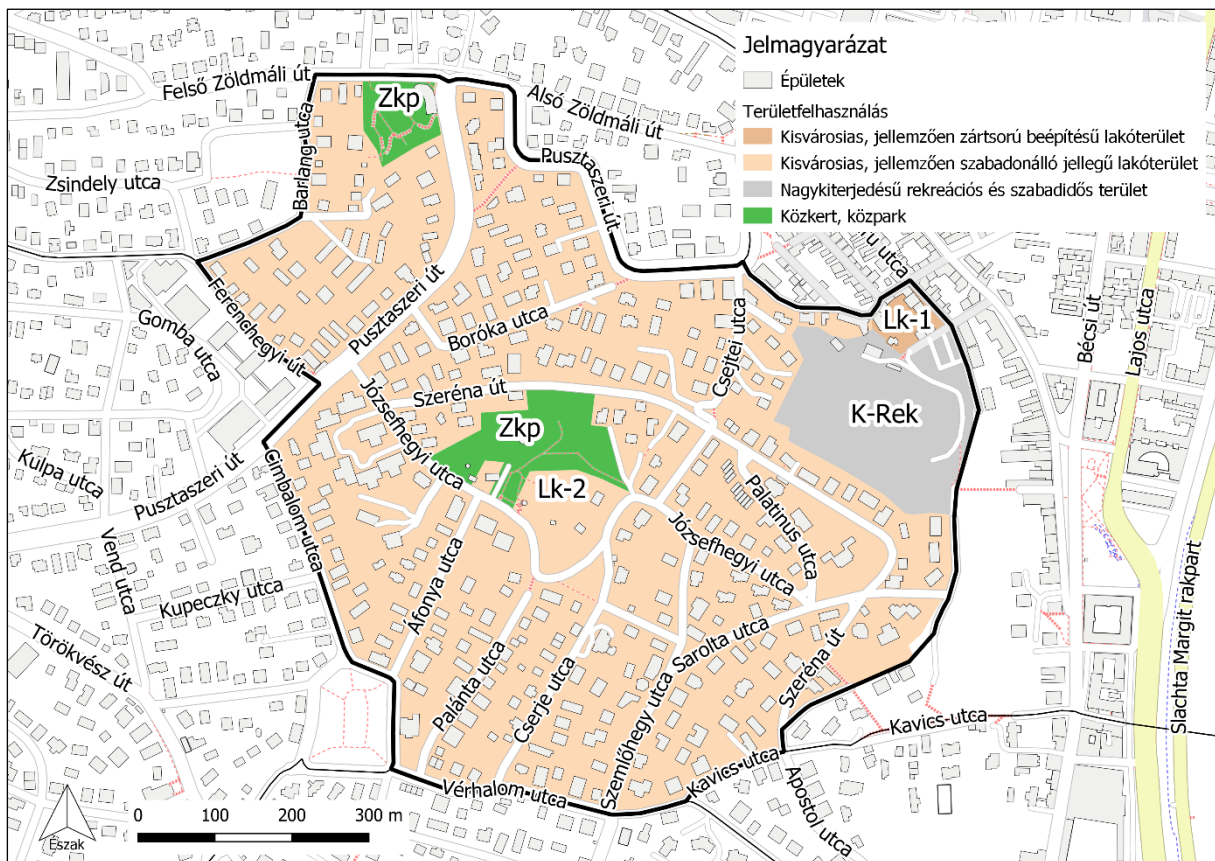 Jelmagyarázat
Épületek
Területfelhasználás
Kisvárosias, jellemzően zártsorú beépítésű lakóterület
Kisvárosias, jellemzően szabadonálló jellegű lakóterület
Nagykiterjedésű rekreációs és szabadidős terület
Közkert, közpark
Felső Zöldmáli út
Zkp
Alsó Zöldmáli út
Barlang utca
Zsindely utca
Pusztaszeri út
Ferenchegyi út
Gomba utca
Pusztaszeri út
Boróka utca
Csejtei utca
Lk-1
Bécsi út
Lajos utca
Szeréna út
Józsefhegyi utca
Zkp
K-Rek
Kulpa utca
Pusztaszeri út
Cimbalom utca
Lk-2
Palatinus utca
Józsefhegyi utca
Vend utca
Kupeczky utca
Áfonya utca
Törökvész út
Palánta utca
Cserje utca
Szemlőhegy utca
Sarolta utca
Szeréna út
Kavics utca
Slachta Margit rakpart
Vérhalom utca
Kavics utca
Apostol utca
Észak
0 100 200 300 m